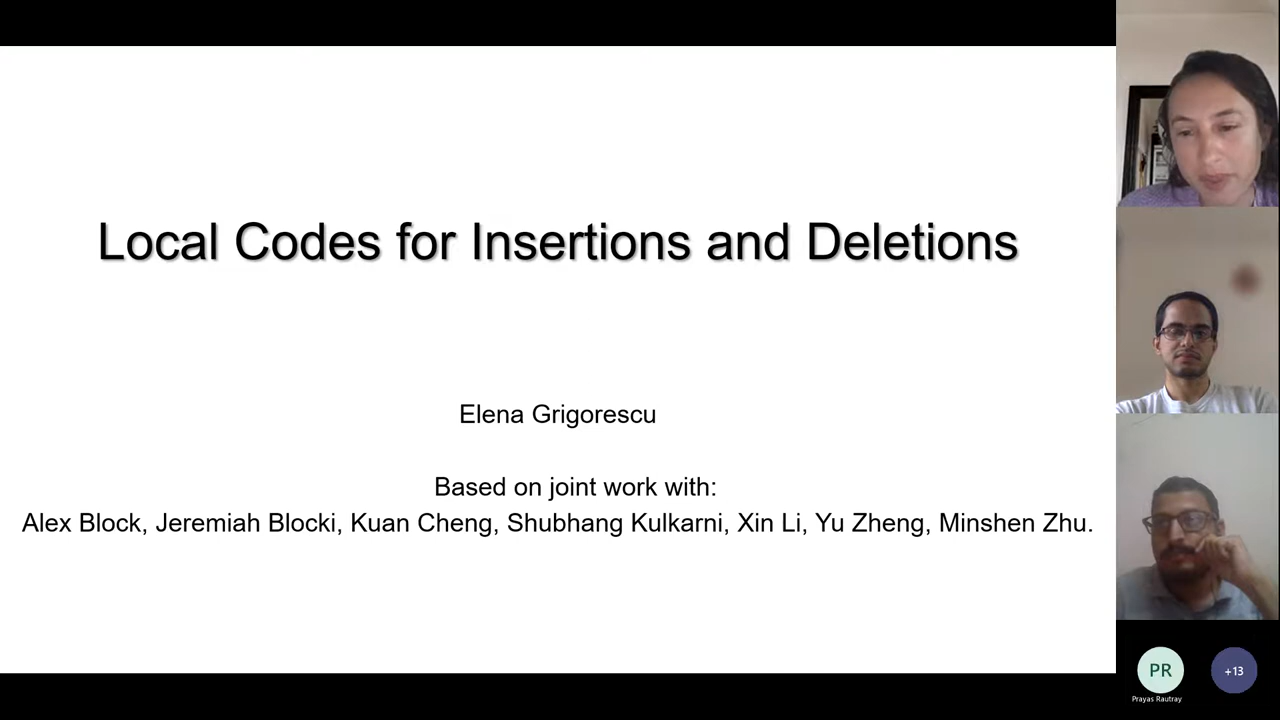 Local Codes for Insertions and Deletions
Elena Grigorescu
Based on joint work with:
Alex Block, Jeremiah Blocki, Kuan Cheng, Shubhang Kulkarni, Xin Li, Yu Zheng, Minshen Zhu.
PR
Prayas Rautray
+13